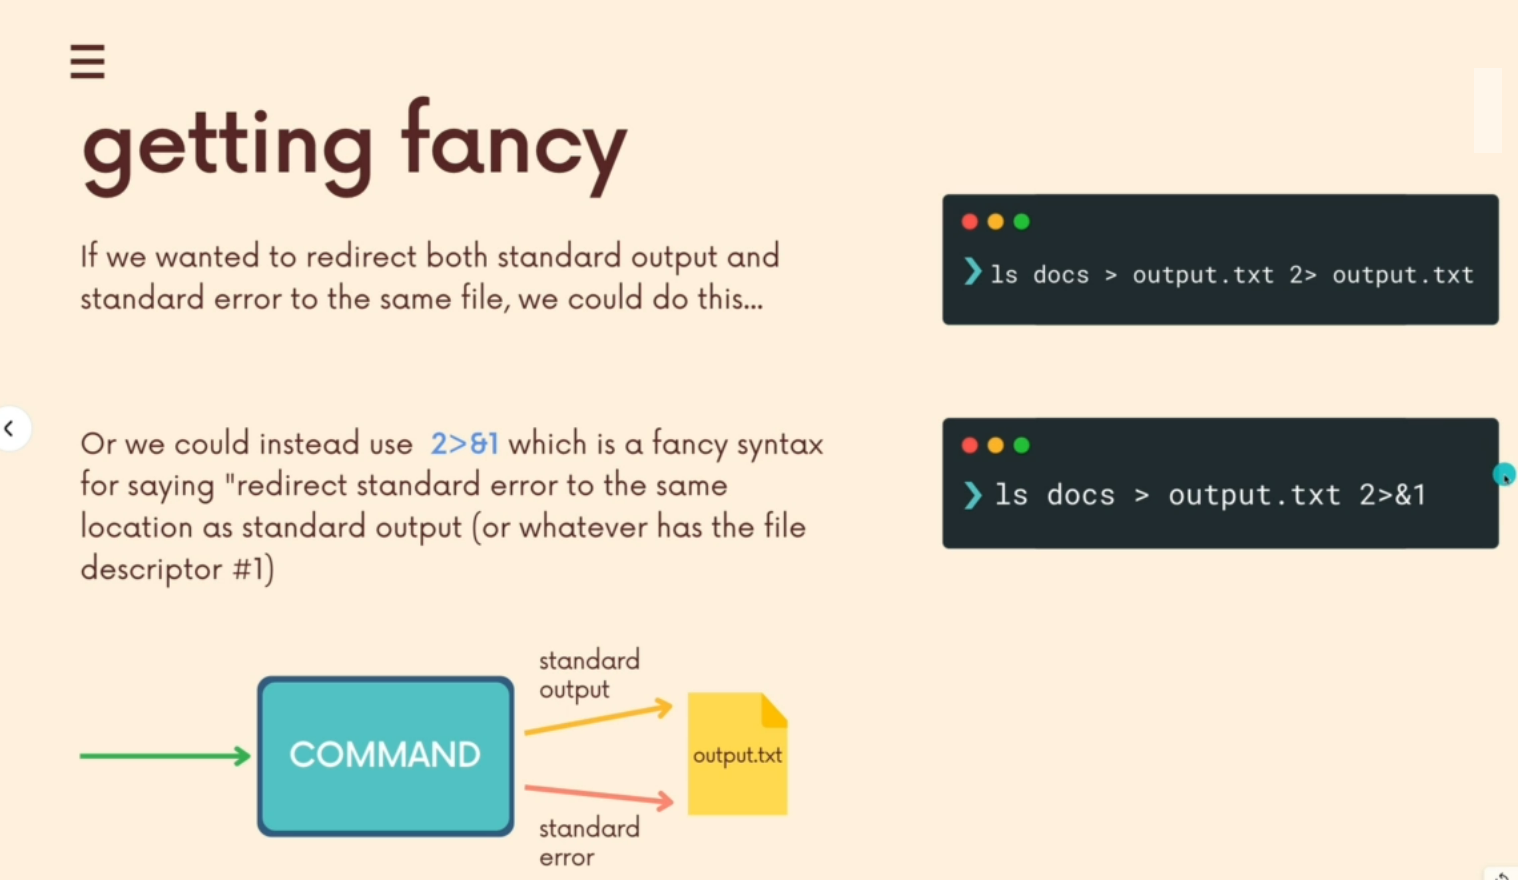 getting fancy
If we wanted to redirect both standard output and
standard error to the same file, we could do this...
❯ ls docs > output.txt 2> output.txt
Or we could instead use 2>&1 which is a fancy syntax
for saying "redirect standard error to the same
location as standard output (or whatever has the file
descriptor #1)
❯ ls docs > output.txt 2>&1
standard
output
COMMAND
output.txt
standard
error